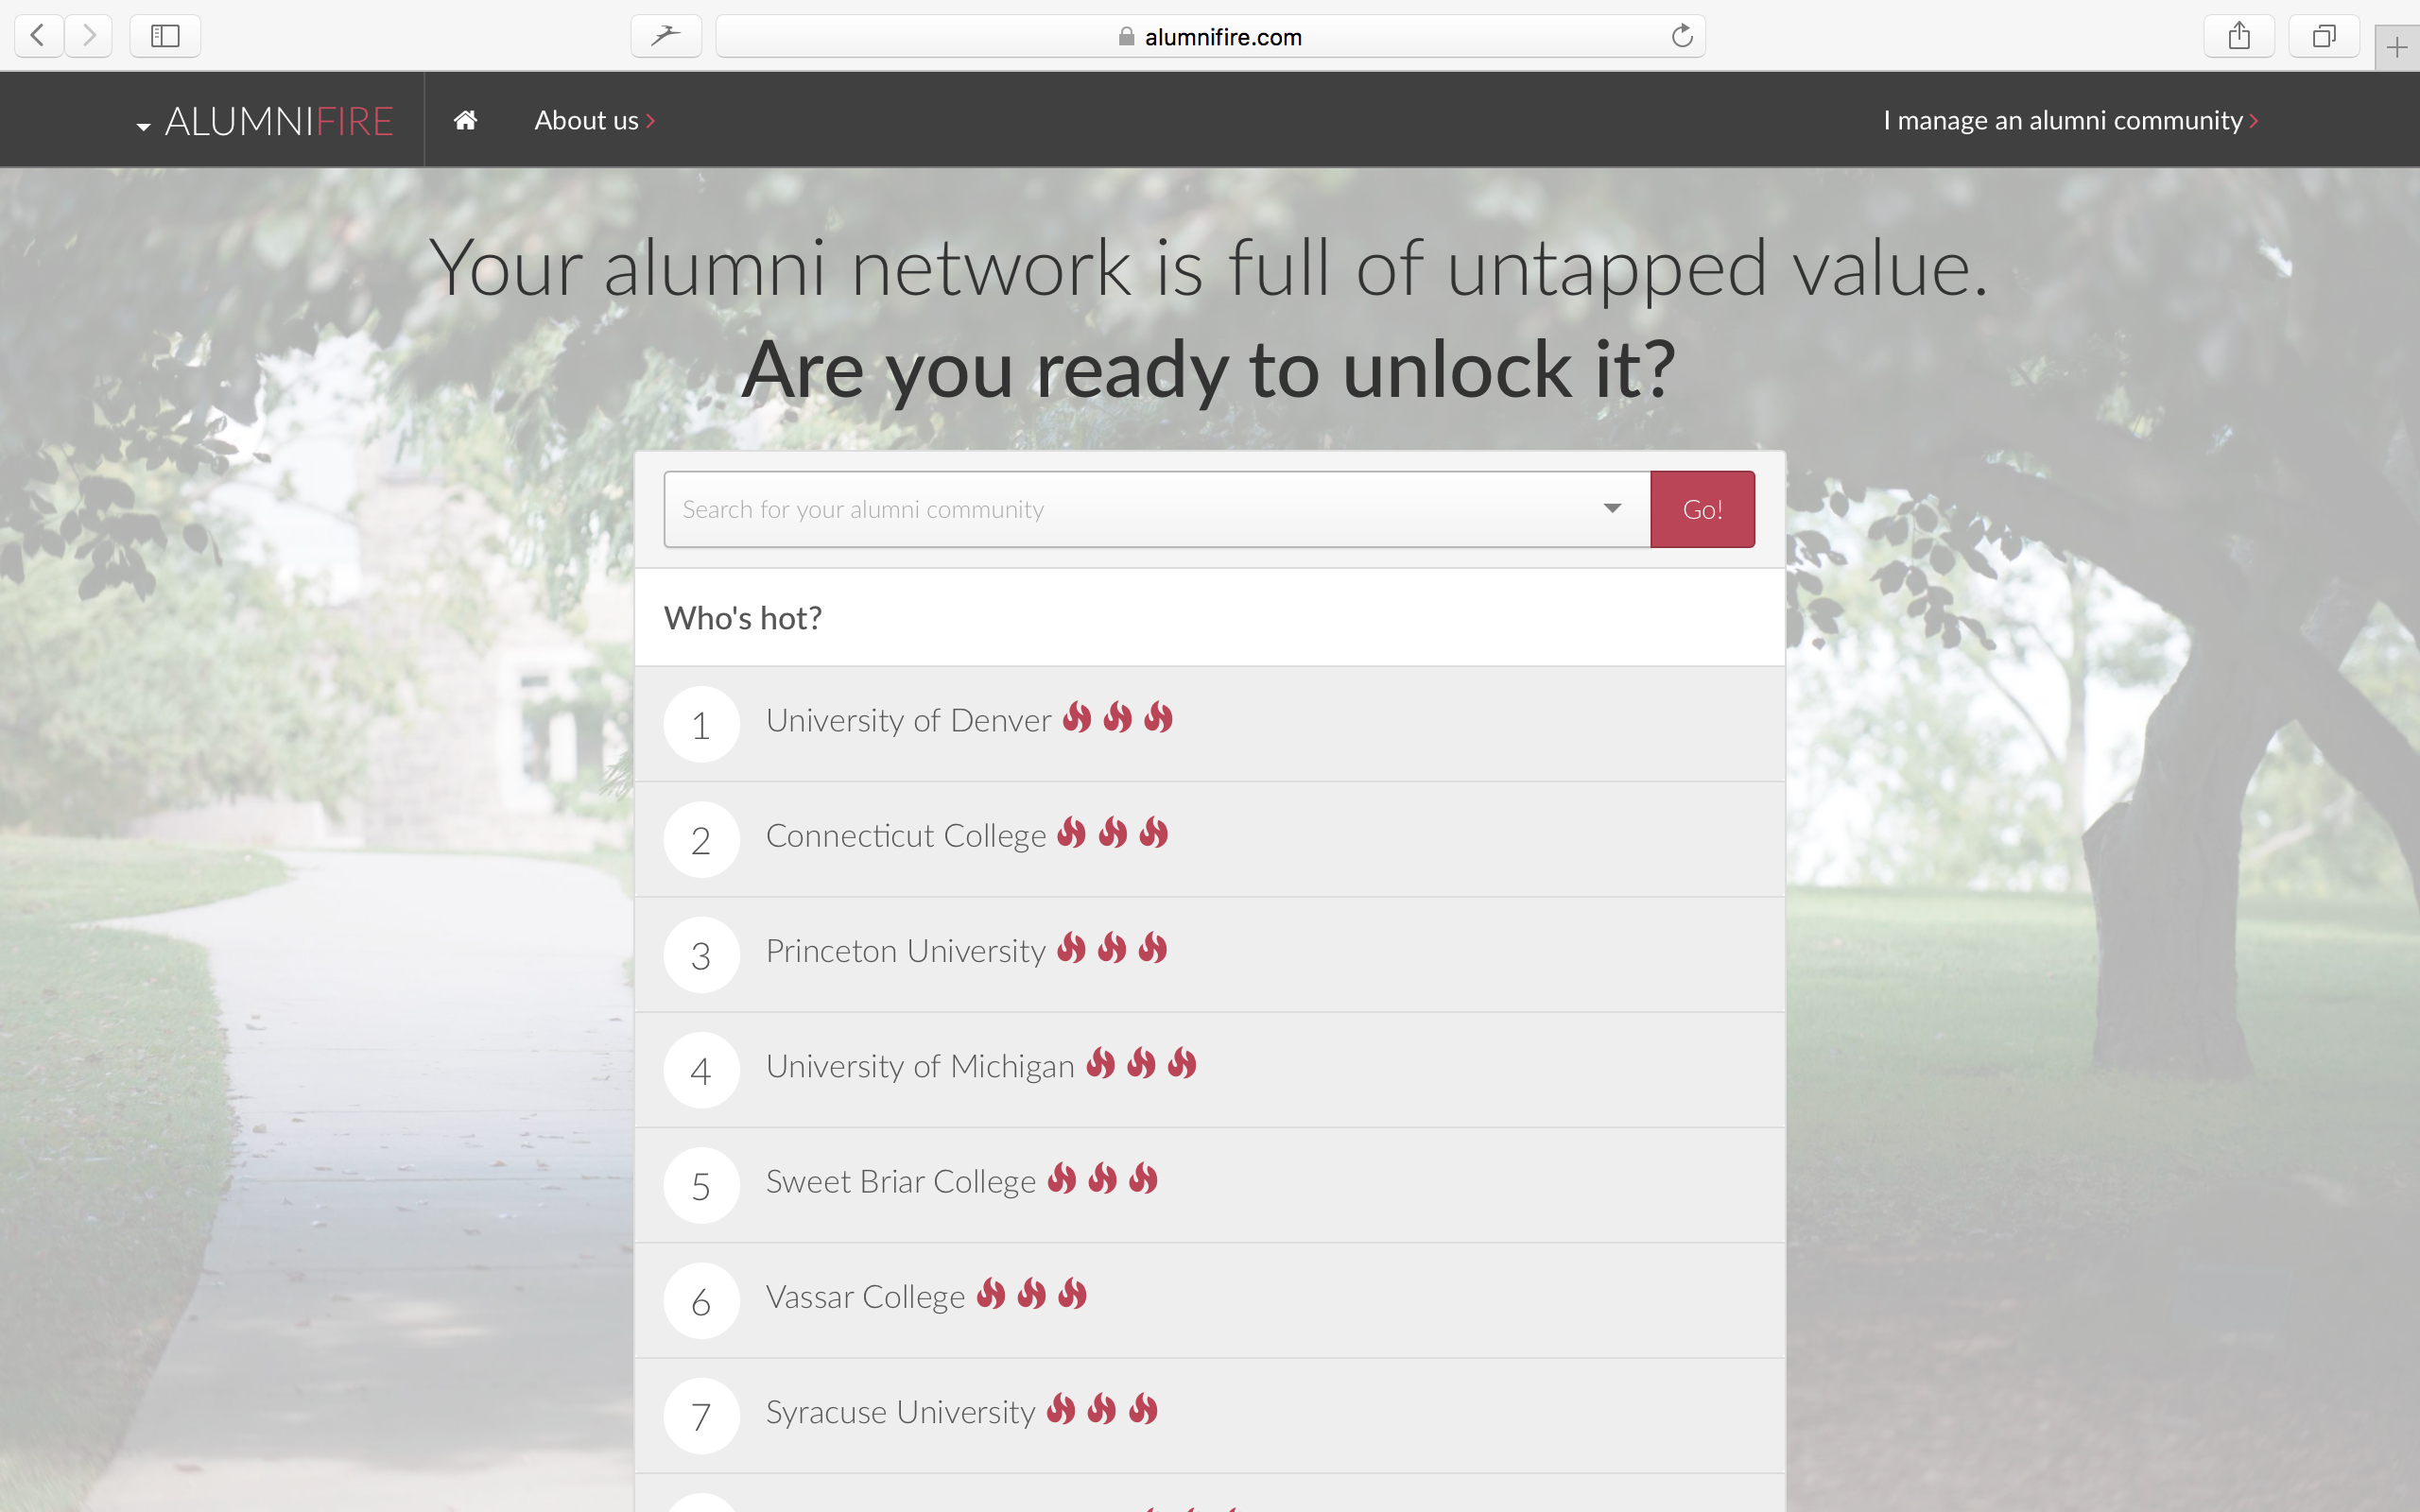 alumnifire.com
ALUMNIFIRE
About us
I manage an alumni community
Your alumni network is full of untapped value.
Are you ready to unlock it?
Search for your alumni community
Go!
Who's hot?
1 University of Denver
2 Connecticut College
3 Princeton University
4 University of Michigan
5 Sweet Briar College
6 Vassar College
7 Syracuse University